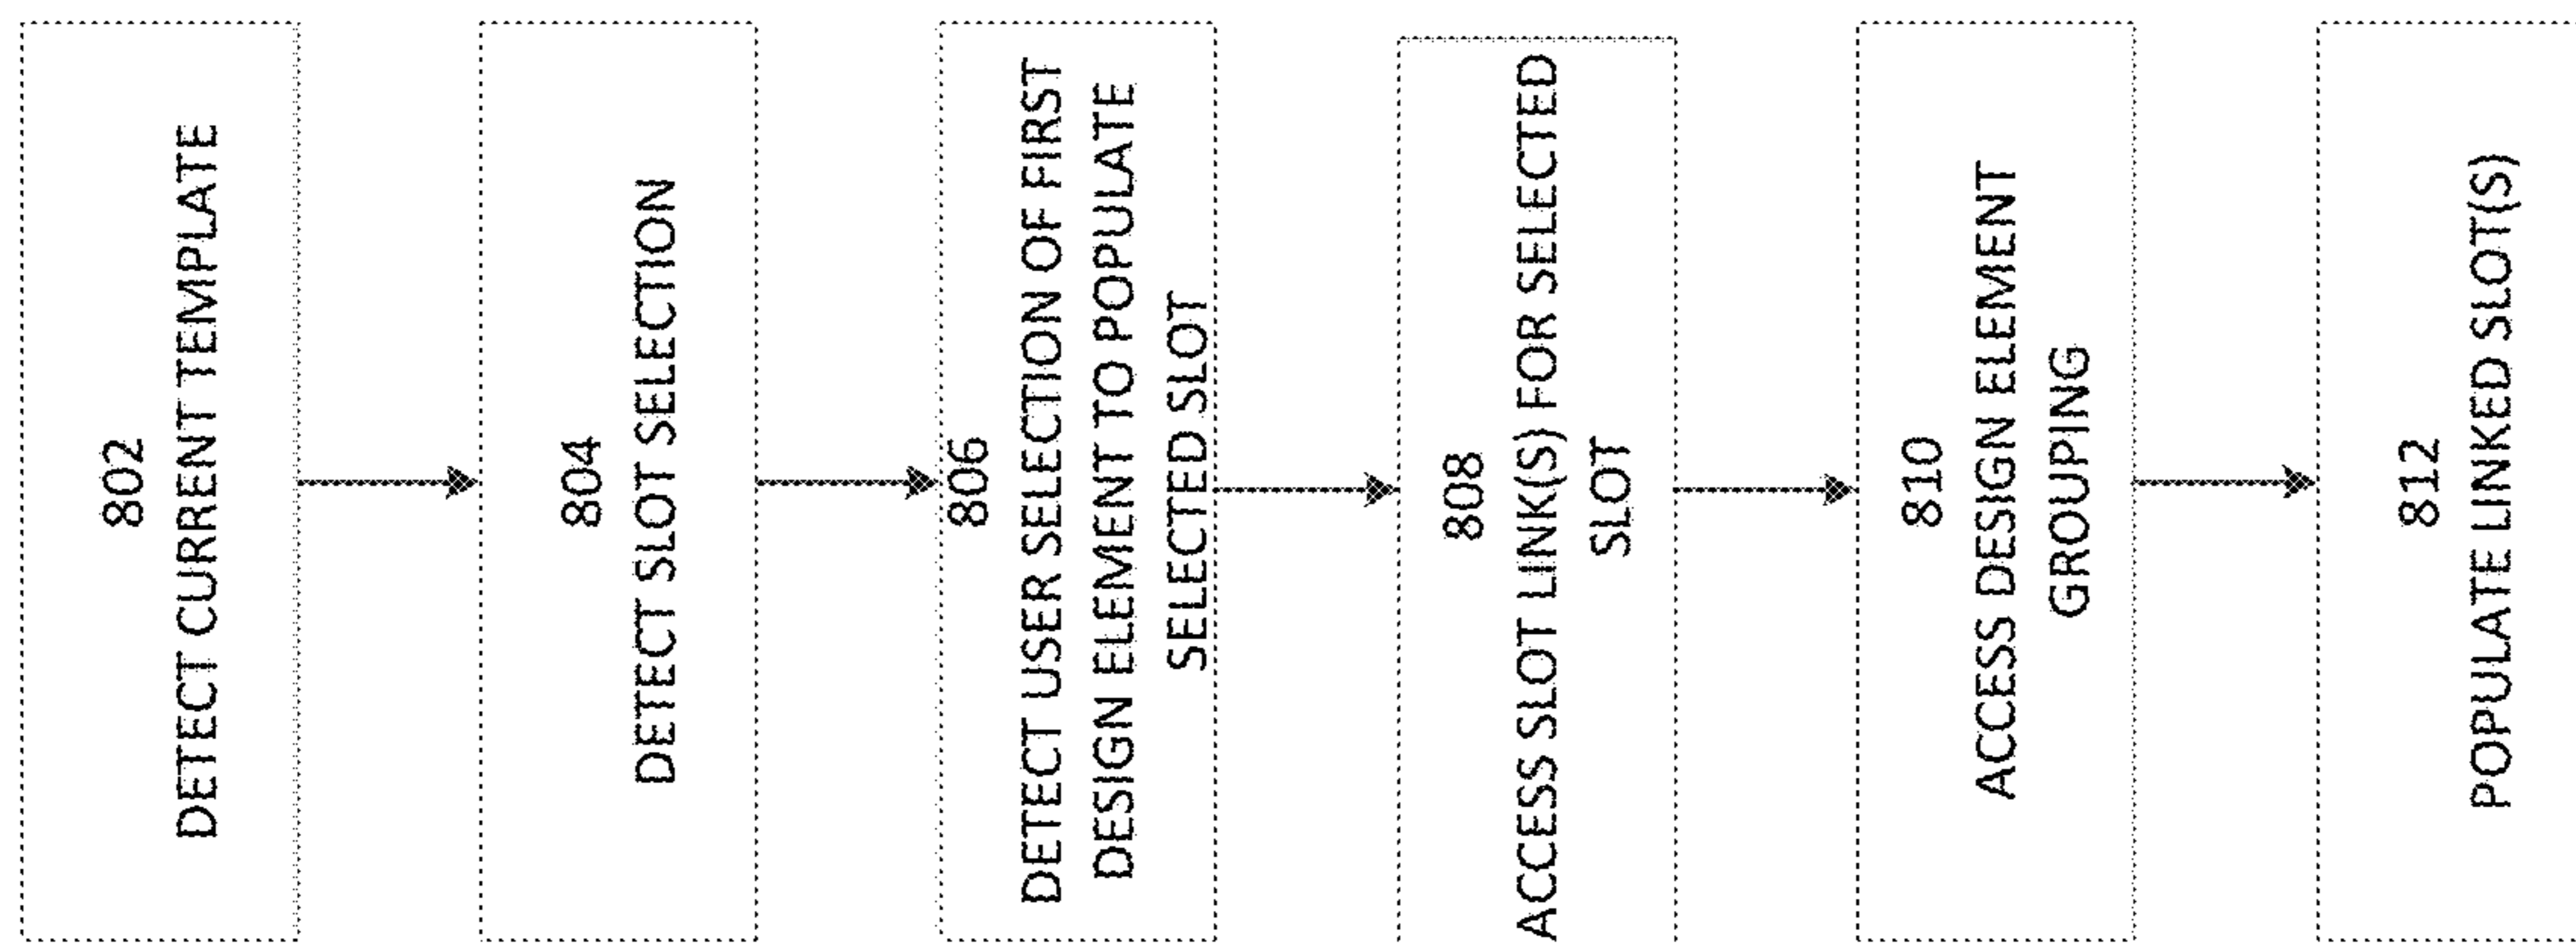 802
DETECT CURRENT TEMPLATE
804
DETECT SLOT SELECTION
806
DETECT USER SELECTION OF FIRST
DESIGN ELEMENT TO POPULATE
SELECTED SLOT
808
ACCESS SLOT LINK(S) FOR SELECTED
SLOT
810
ACCESS DESIGN ELEMENT
GROUPING
812
POPULATE LINKED SLOT(S)